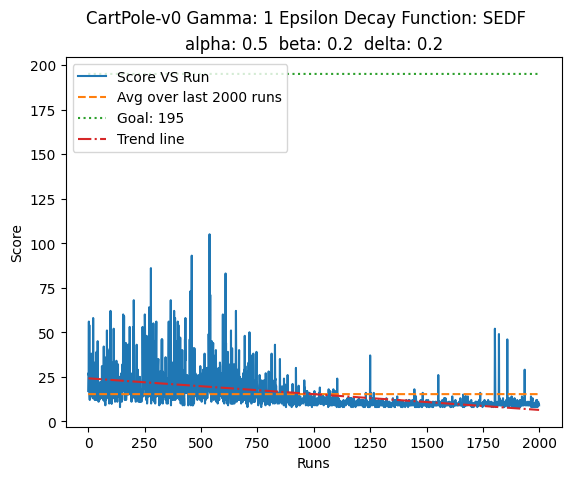 CartPole-v0 Gamma: 1 Epsilon Decay Function: SEDF
alpha: 0.5  beta: 0.2  delta: 0.2
Score VS Run
Avg over last 2000 runs
Goal: 195
Trend line
Score
200
175
150
125
100
75
50
25
0
0 250 500 750 1000 1250 1500 1750 2000
Runs